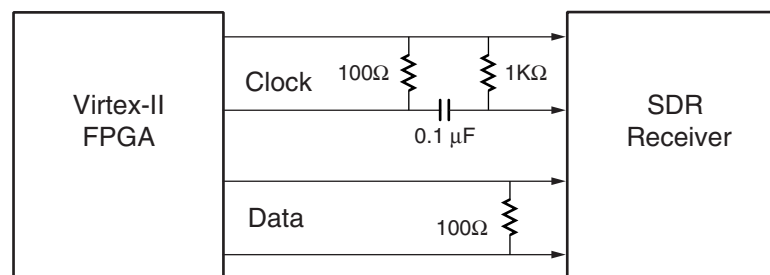 Virtex-II
FPGA
Clock
100Ω
1KΩ
0.1 μF
Data
100Ω
SDR
Receiver